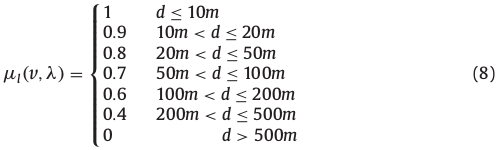 1 d ≤ 10m
0.9 10m < d ≤ 20m
0.8 20m < d ≤ 50m
μₗ(ν, λ) = { 0.7 50m < d ≤ 100m (8)
0.6 100m < d ≤ 200m
0.4 200m < d ≤ 500m
0 d > 500m